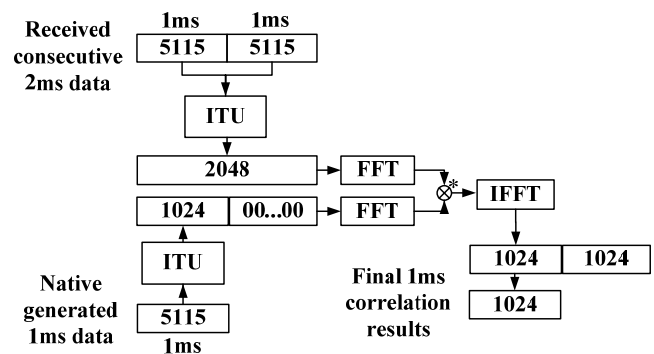 Received
consecutive
2ms data
1ms 1ms
5115 5115
ITU
2048 FFT
* IFFT
1024 00...00 FFT
ITU
Native
generated
1ms data
5115
1ms
1024 1024
Final 1ms
correlation
results
1024